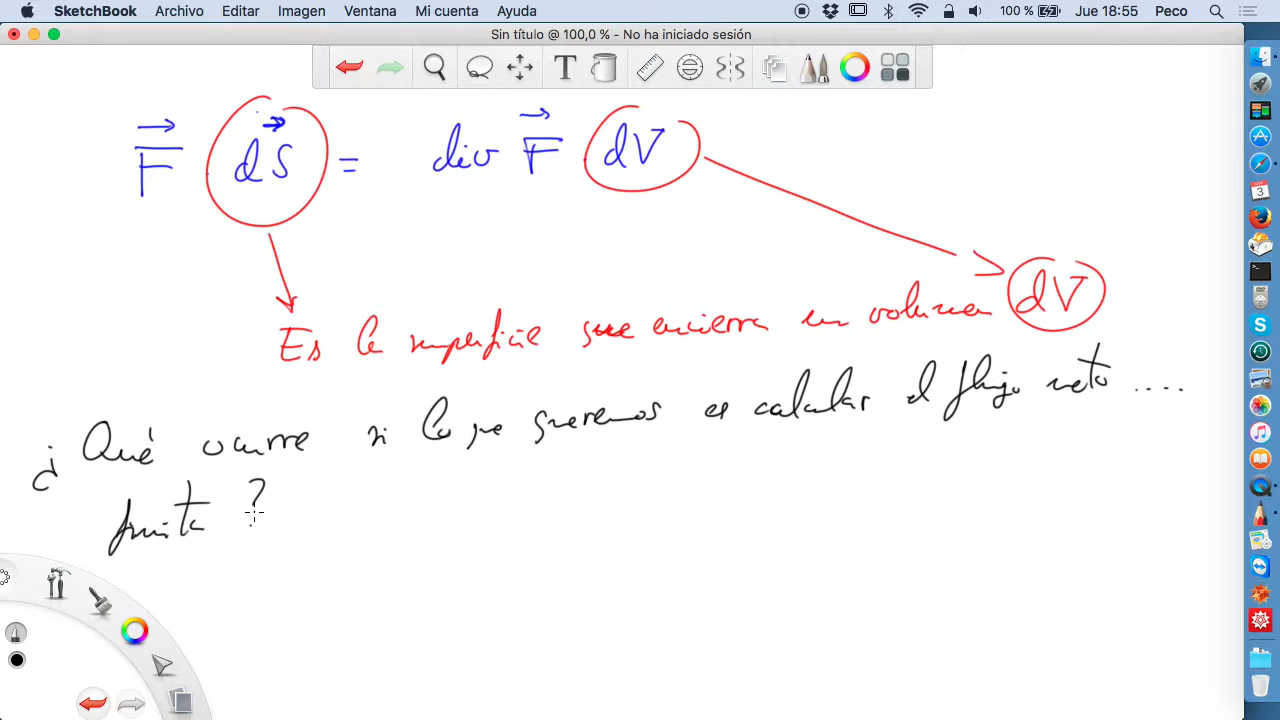 SketchBook Archivo Editar Imagen Ventana Mi cuenta Ayuda 100 % Jue 18:55 Peco
Sin título @ 100,0 % - No ha iniciado sesión
F dS = div F dV
Es la superficie que encierra un volumen dV
¿Qué ocurre si lo que queremos es calcular el flujo neto ....
finita ?